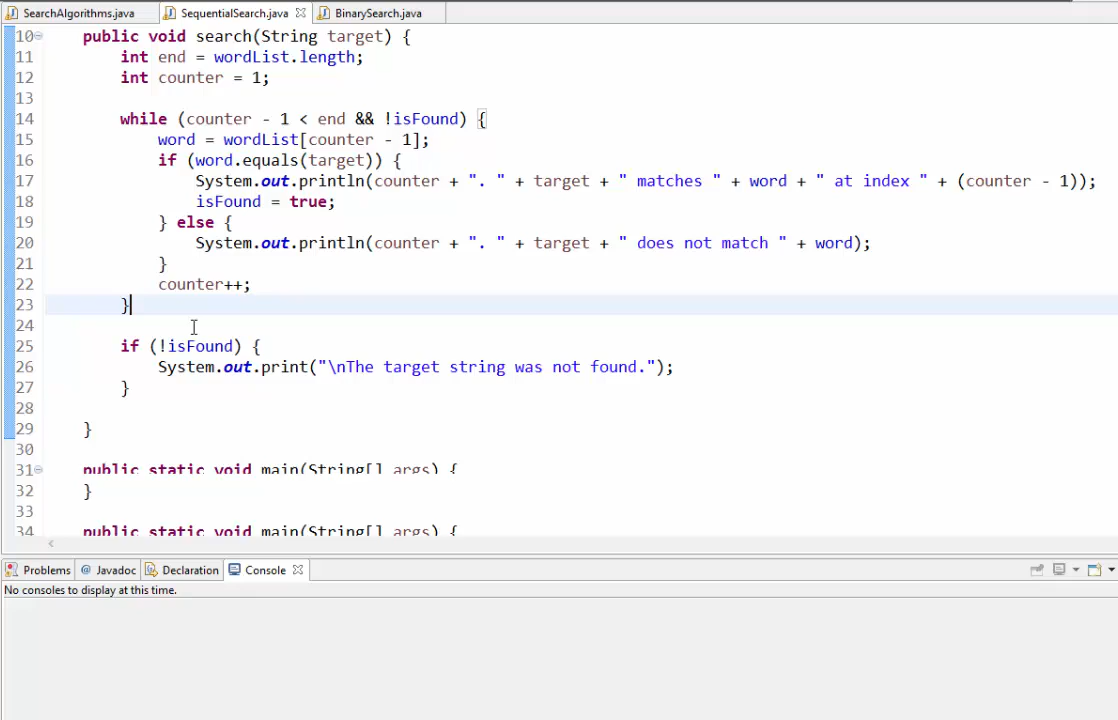 SearchAlgorithms.java SequentialSearch.java BinarySearch.java
10 public void search(String target) {
11 int end = wordList.length;
12 int counter = 1;
13
14 while (counter - 1 < end && !isFound) {
15 word = wordList[counter - 1];
16 if (word.equals(target)) {
17 System.out.println(counter + ". " + target + " matches " + word + " at index " + (counter - 1));
18 isFound = true;
19 } else {
20 System.out.println(counter + ". " + target + " does not match " + word);
21 }
22 counter++;
23 }
24
25 if (!isFound) {
26 System.out.print("\nThe target string was not found.");
27 }
28
29 }
30
31 public static void main(String[] args) {
32 }
33
34 public static void main(String[] args) {
Problems @ Javadoc Declaration Console
No consoles to display at this time.